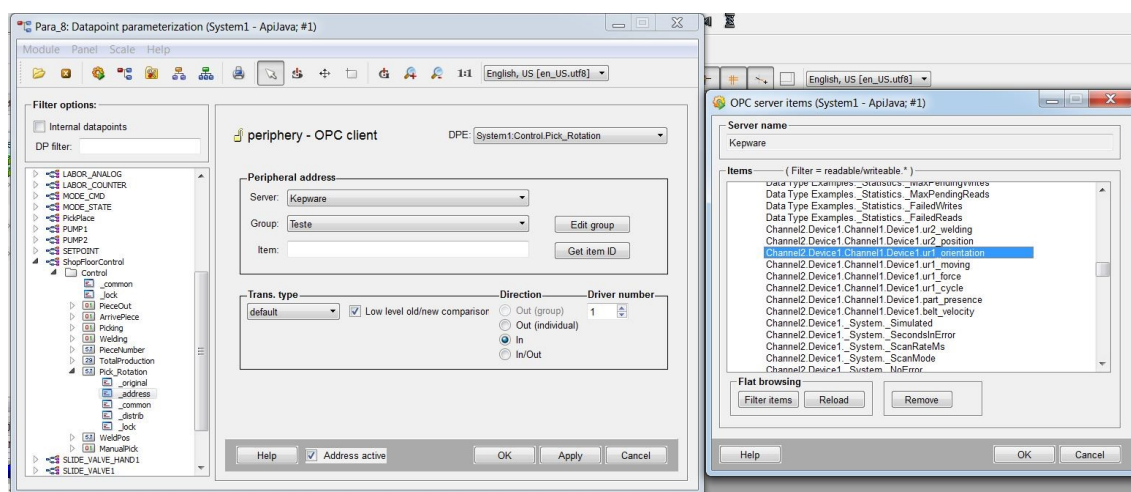 Para_8: Datapoint parameterization (System1 - ApiJava; #1)
Module Panel Scale Help
1:1 English, US [en_US.utf8]
Filter options:
Internal datapoints
DP filter:
LABOR_ANALOG
LABOR_COUNTER
MODE_CMD
MODE_STATE
PickPlace
PUMP1
PUMP2
SETPOINT
ShopFloorControl
Control
_common
_lock
PieceOut
ArrivePiece
Picking
Welding
PieceNumber
TotalProduction
Pick_Rotation
_original
_address
_common
_distrib
_lock
WeldPos
ManualPick
SLIDE_VALVE_HAND1
SLIDE_VALVE1
periphery - OPC client
DPE: System1:Control.Pick_Rotation
Peripheral address
Server: Kepware
Group: Teste
Edit group
Item:
Get item ID
Trans. type
Direction
Driver number
default
Low level old/new comparisor
Out (group)
1
Out (individual)
In
In/Out
Help
Address active
OK
Apply
Cancel
English, US [en_US.utf8]
OPC server items (System1 - ApiJava; #1)
Server name
Kepware
Items ( Filter = readable/writeable.* )
Data Type Examples._Statistics._MaxPendingWrites
Data Type Examples._Statistics._MaxPendingReads
Data Type Examples._Statistics._FailedWrites
Data Type Examples._Statistics._FailedReads
Channel2.Device1.Channel1.Device1.ur2_welding
Channel2.Device1.Channel1.Device1.ur2_position
Channel2.Device1.Channel1.Device1.ur1_orientation
Channel2.Device1.Channel1.Device1.ur1_moving
Channel2.Device1.Channel1.Device1.ur1_force
Channel2.Device1.Channel1.Device1.ur1_cycle
Channel2.Device1.Channel1.Device1.part_presence
Channel2.Device1.Channel1.Device1.belt_velocity
Channel2.Device1._System._Simulated
Channel2.Device1._System._SecondsInError
Channel2.Device1._System._ScanRateMs
Channel2.Device1._System._ScanMode
Channel2.Device1._System._NoError
Flat browsing
Filter items
Reload
Remove
Help
OK
Cancel